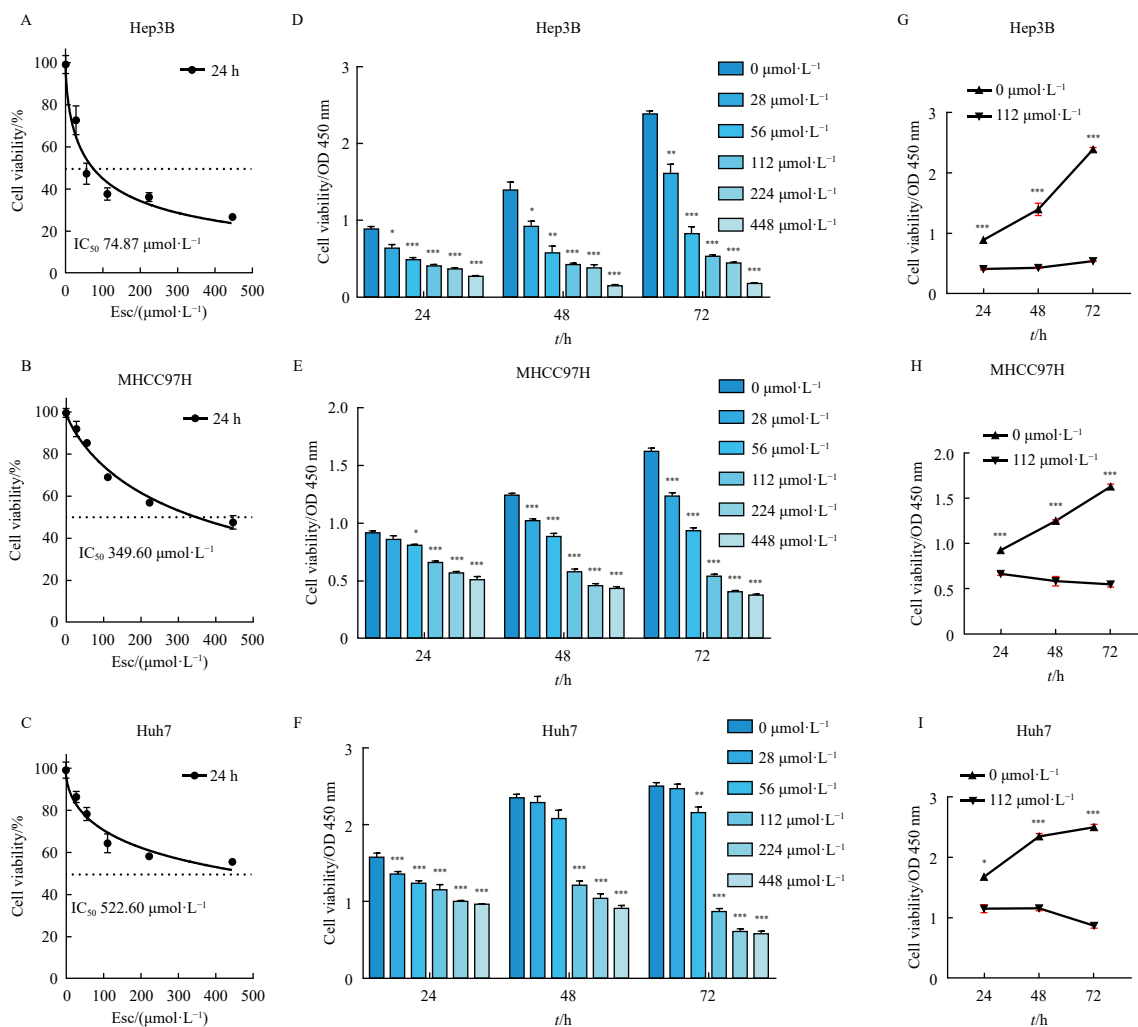 A
Hep3B
100
80
60
40
20
0
Cell viability/%
24 h
IC₅₀ 74.87 μmol·L⁻¹
0 100 200 300 400 500
Esc/(μmol·L⁻¹)
D
Hep3B
3
2
1
0
Cell viability/OD 450 nm
* *** *** *** ***
* ** *** *** ***
** *** *** *** ***
0 μmol·L⁻¹
28 μmol·L⁻¹
56 μmol·L⁻¹
112 μmol·L⁻¹
224 μmol·L⁻¹
448 μmol·L⁻¹
24 48 72
t/h
G
Hep3B
0 μmol·L⁻¹
112 μmol·L⁻¹
3
2
1
0
Cell viability/OD 450 nm
*** *** ***
24 48 72
t/h
B
MHCC97H
100
80
60
40
20
0
Cell viability/%
24 h
IC₅₀ 349.60 μmol·L⁻¹
0 100 200 300 400 500
Esc/(μmol·L⁻¹)
E
MHCC97H
2.0
1.5
1.0
0.5
0
Cell viability/OD 450 nm
* *** *** ***
*** *** *** *** ***
*** *** *** *** ***
0 μmol·L⁻¹
28 μmol·L⁻¹
56 μmol·L⁻¹
112 μmol·L⁻¹
224 μmol·L⁻¹
448 μmol·L⁻¹
24 48 72
t/h
H
MHCC97H
0 μmol·L⁻¹
112 μmol·L⁻¹
2.0
1.5
1.0
0.5
0
Cell viability/OD 450 nm
*** *** ***
24 48 72
t/h
C
Huh7
100
80
60
40
20
0
Cell viability/%
24 h
IC₅₀ 522.60 μmol·L⁻¹
0 100 200 300 400 500
Esc/(μmol·L⁻¹)
F
Huh7
3
2
1
0
Cell viability/OD 450 nm
*** *** *** *** ***
*** *** ***
** *** *** ***
0 μmol·L⁻¹
28 μmol·L⁻¹
56 μmol·L⁻¹
112 μmol·L⁻¹
224 μmol·L⁻¹
448 μmol·L⁻¹
24 48 72
t/h
I
Huh7
0 μmol·L⁻¹
112 μmol·L⁻¹
3
2
1
0
Cell viability/OD 450 nm
* *** ***
24 48 72
t/h